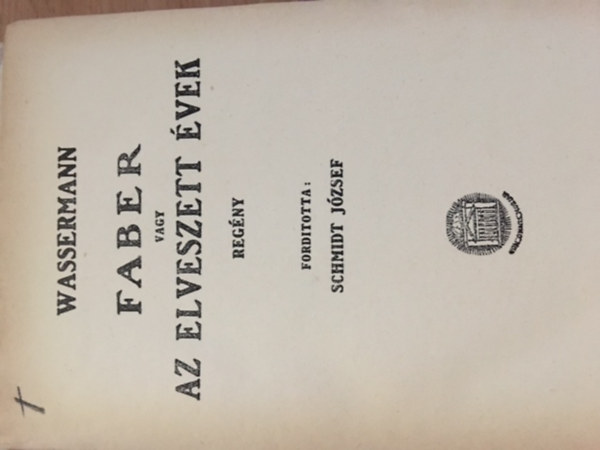 WASSERMANN
FABER
VAGY
AZ ELVESZETT ÉVEK
REGÉNY
FORDITOTTA:
SCHMIDT JÓZSEF